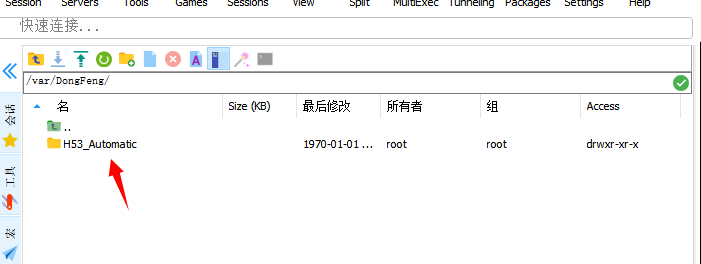 Session Servers Tools Games Sessions View Split MultiExec Tunneling Packages Settings Help
快速连接...
/var/DongFeng/
名 Size (KB) 最后修改 所有者 组 Access
..
H53_Automatic 1970-01-01 ... root root drwxr-xr-x
会话
工具
宏